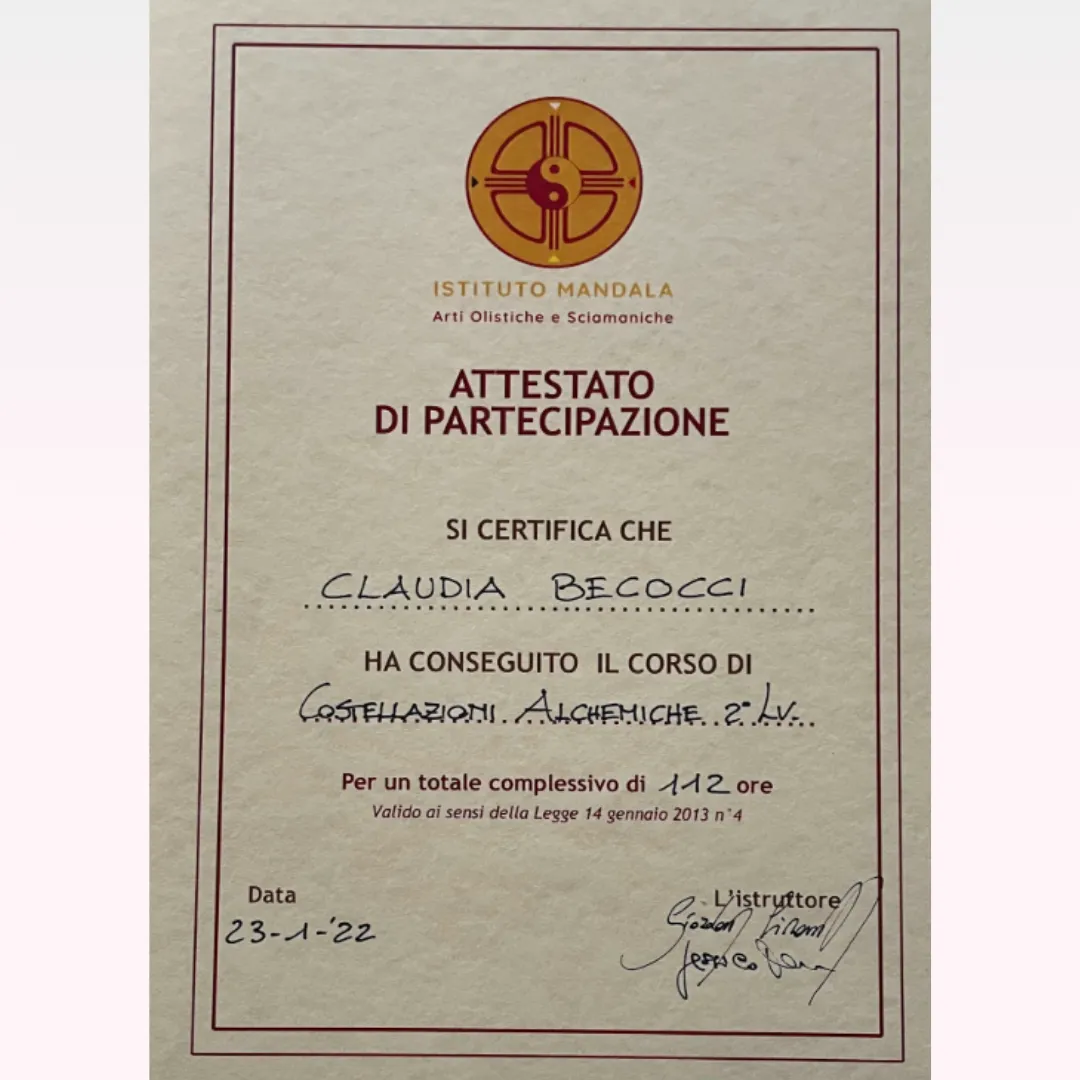 ISTITUTO MANDALA
Arti Olistiche e Sciamaniche
ATTESTATO
DI PARTECIPAZIONE
SI CERTIFICA CHE
CLAUDIA BECOCCI
HA CONSEGUITO IL CORSO DI
COSTELLAZIONI ALCHEMICHE 2° LV.
Per un totale complessivo di 112 ore
Valido ai sensi della Legge 14 gennaio 2013 n°4
Data
23-1-'22
L'istruttore